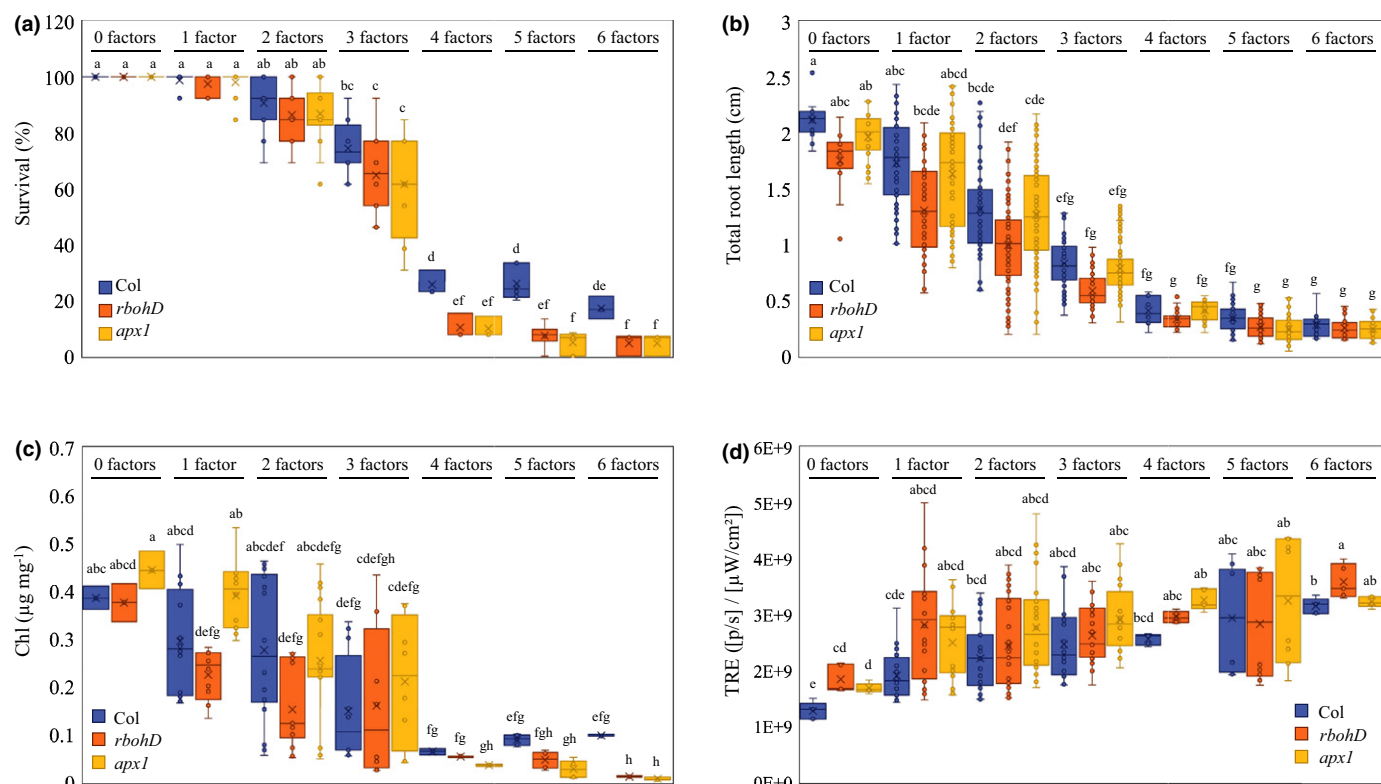 (a)
120
100
80
60
40
20
0
Survival (%)
0 factors 1 factor 2 factors 3 factors 4 factors 5 factors 6 factors
a a a a a a ab ab ab bc c c d ef ef d ef f de f f
Col
rbohD
apx1
(b)
3
2.5
2
1.5
1
0.5
0
Total root length (cm)
0 factors 1 factor 2 factors 3 factors 4 factors 5 factors 6 factors
a abc ab abc bcde abcd bcde def cde efg fg efg fg g fg fg g g g g g
Col
rbohD
apx1
(c)
0.7
0.6
0.5
0.4
0.3
0.2
0.1
0
Chl (µg mg⁻¹)
0 factors 1 factor 2 factors 3 factors 4 factors 5 factors 6 factors
abc abcd a abcd defg ab abcdef defg abcdefg defg cdefgh cdefg fg fg gh efg fgh gh efg h h
Col
rbohD
apx1
(d)
6E+9
5E+9
4E+9
3E+9
2E+9
1E+9
0E+0
TRE ([p/s] / [µW/cm²])
0 factors 1 factor 2 factors 3 factors 4 factors 5 factors 6 factors
e cd d cde abcd abcd bcd abcd abcd abcd abc abc bcd abc abc abc abc ab b a ab
Col
rbohD
apx1